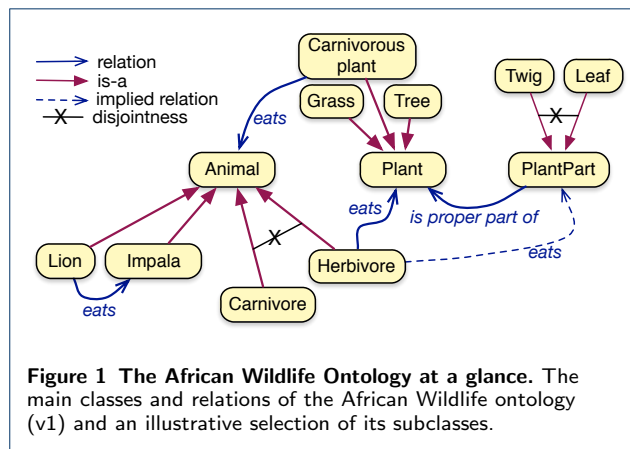 relation
is-a
implied relation
X
disjointness
Carnivorous
plant
Twig
Leaf
Grass
Tree
eats
X
Animal
Plant
PlantPart
eats
is proper part of
X
Lion
Impala
Herbivore
eats
eats
Carnivore
Figure 1 The African Wildlife Ontology at a glance. The
main classes and relations of the African Wildlife ontology
(v1) and an illustrative selection of its subclasses.